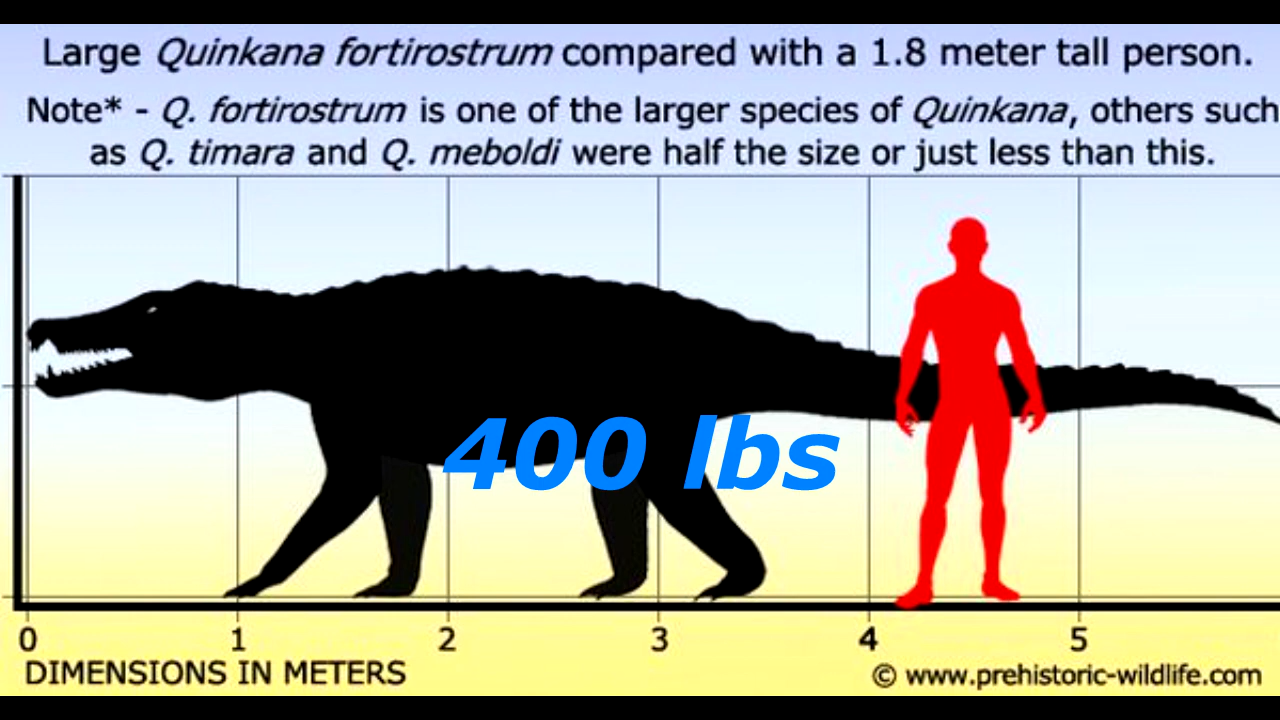 Large Quinkana fortirostrum compared with a 1.8 meter tall person.
Note* - Q. fortirostrum is one of the larger species of Quinkana, others such
as Q. timara and Q. meboldi were half the size or just less than this.
400 lbs
0 1 2 3 4 5
DIMENSIONS IN METERS © www.prehistoric-wildlife.com